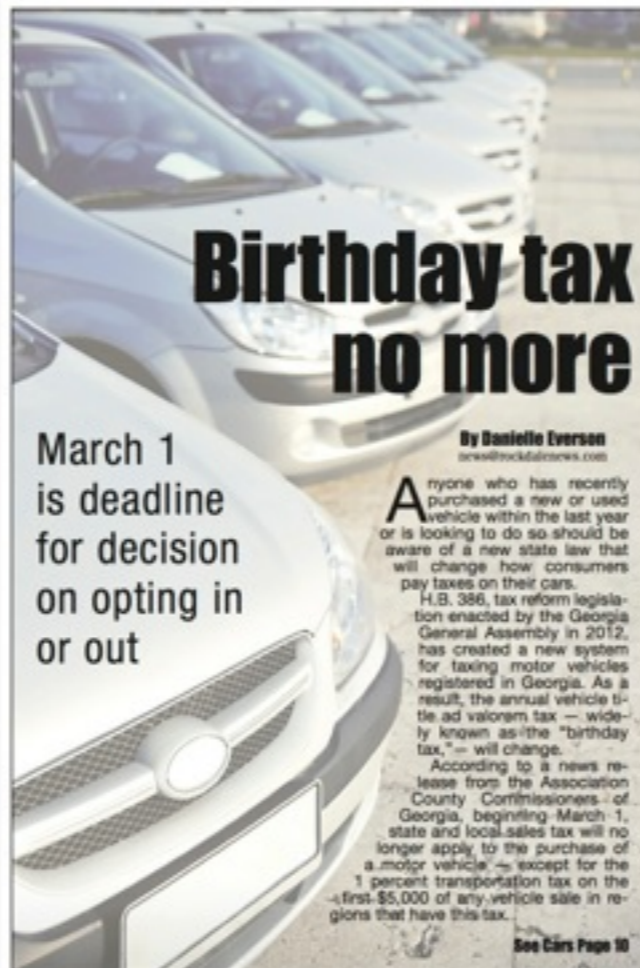 Birthday tax
no more
March 1
is deadline
for decision
on opting in
or out
By Danielle Everson
news@rockdalenews.com
Anyone who has recently
purchased a new or used
vehicle within the last year
or is looking to do so should be
aware of a new state law that
will change how consumers
pay taxes on their cars.
H.B. 386, tax reform legisla-
tion enacted by the Georgia
General Assembly in 2012,
has created a new system
for taxing motor vehicles
registered in Georgia. As a
result, the annual vehicle ti-
tle ad valorem tax — wide-
ly known as the "birthday
tax," — will change.
According to a news re-
lease from the Association
County Commissioners of
Georgia, beginning March 1,
state and local sales tax will no
longer apply to the purchase of
a motor vehicle — except for the
1 percent transportation tax on the
first $5,000 of any vehicle sale in re-
gions that have this tax.
See Cars Page 10